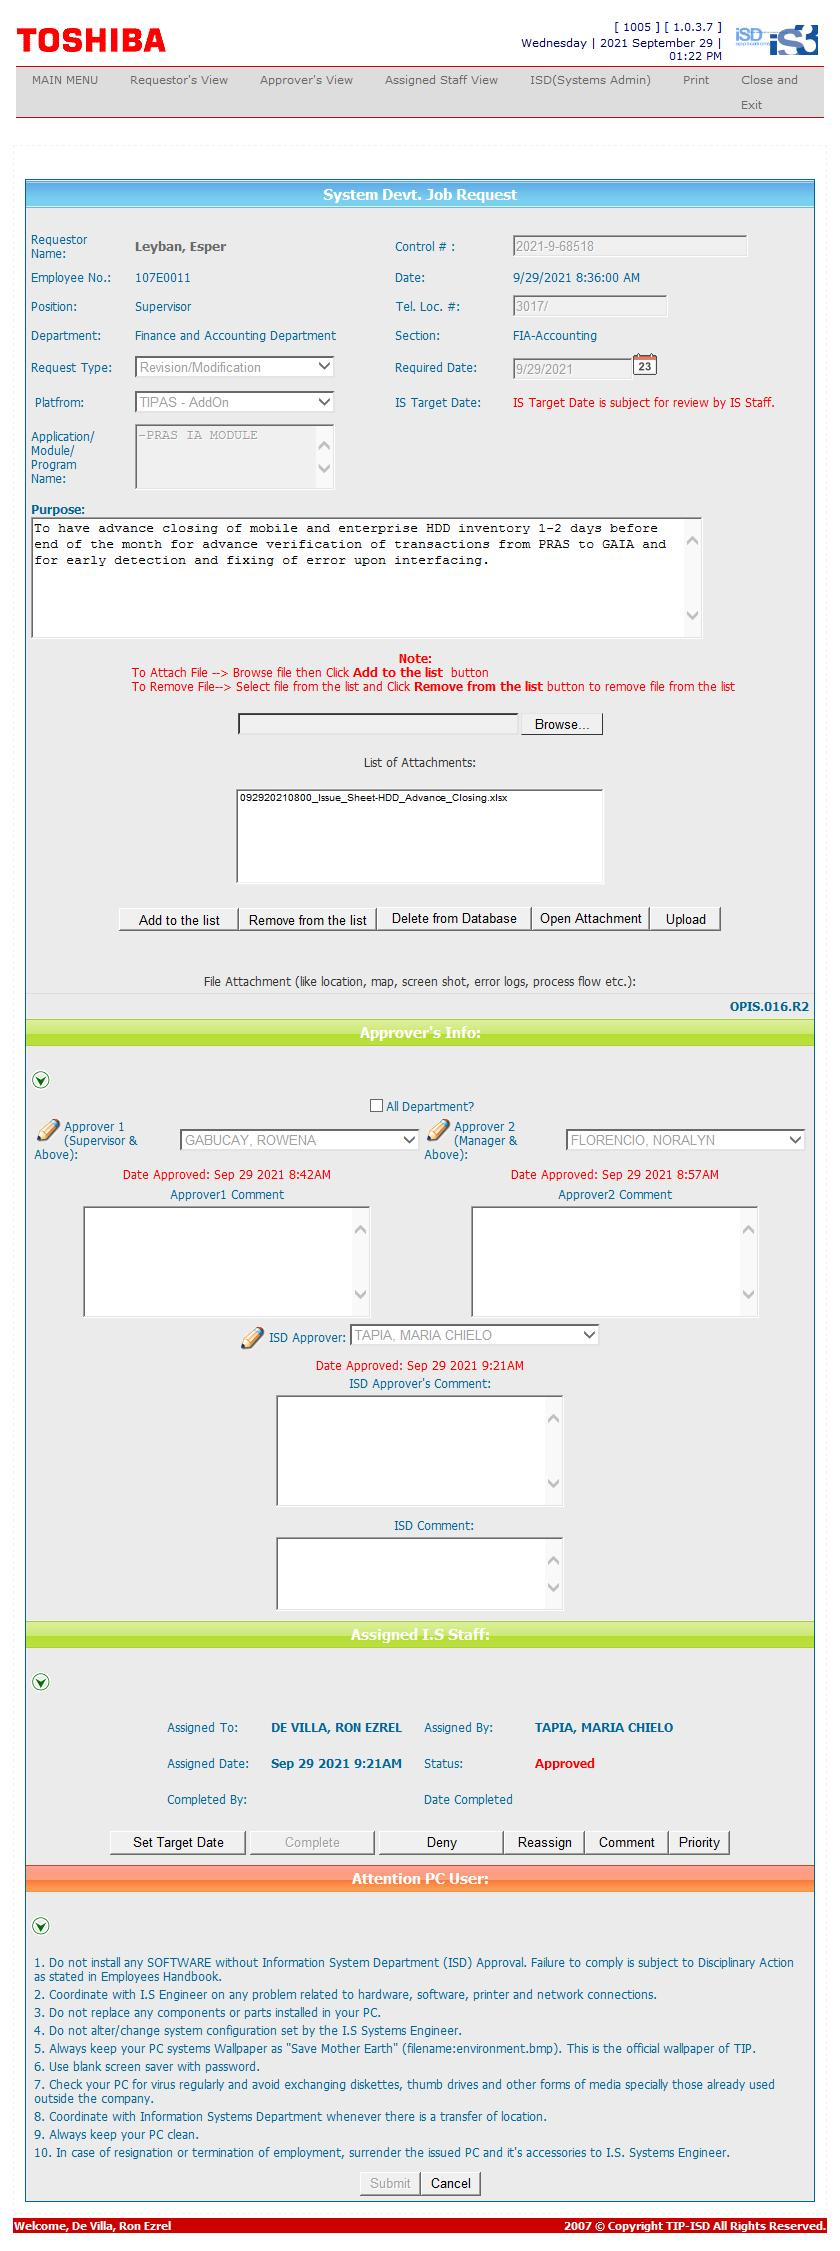 TOSHIBA
[ 1005 ] [ 1.0.3.7 ]
Wednesday | 2021 September 29 |
01:22 PM
MAIN MENU Requestor's View Approver's View Assigned Staff View ISD(Systems Admin) Print Close and
Exit
System Devt. Job Request
Requestor
Name: Leyban, Esper Control # : 2021-9-68518
Employee No.: 107E0011 Date: 9/29/2021 8:36:00 AM
Position: Supervisor Tel. Loc. #: 3017/
Department: Finance and Accounting Department Section: FIA-Accounting
Request Type: Revision/Modification Required Date: 9/29/2021 23
Platfrom: TIPAS - AddOn IS Target Date: IS Target Date is subject for review by IS Staff.
Application/
Module/
Program
Name: -PRAS IA MODULE
Purpose:
To have advance closing of mobile and enterprise HDD inventory 1-2 days before
end of the month for advance verification of transactions from PRAS to GAIA and
for early detection and fixing of error upon interfacing.
Note:
To Attach File --> Browse file then Click Add to the list button
To Remove File--> Select file from the list and Click Remove from the list button to remove file from the list
Browse...
List of Attachments:
092920210800_Issue_Sheet-HDD_Advance_Closing.xlsx
Add to the list Remove from the list Delete from Database Open Attachment Upload
File Attachment (like location, map, screen shot, error logs, process flow etc.):
OPIS.016.R2
Approver's Info:
All Department?
Approver 1
(Supervisor &
Above): GABUCAY, ROWENA
Approver 2
(Manager &
Above): FLORENCIO, NORALYN
Date Approved: Sep 29 2021 8:42AM Date Approved: Sep 29 2021 8:57AM
Approver1 Comment Approver2 Comment
ISD Approver: TAPIA, MARIA CHIELO
Date Approved: Sep 29 2021 9:21AM
ISD Approver's Comment:
ISD Comment:
Assigned I.S Staff:
Assigned To: DE VILLA, RON EZREL Assigned By: TAPIA, MARIA CHIELO
Assigned Date: Sep 29 2021 9:21AM Status: Approved
Completed By: Date Completed
Set Target Date Complete Deny Reassign Comment Priority
Attention PC User:
1. Do not install any SOFTWARE without Information System Department (ISD) Approval. Failure to comply is subject to Disciplinary Action
as stated in Employees Handbook.
2. Coordinate with I.S Engineer on any problem related to hardware, software, printer and network connections.
3. Do not replace any components or parts installed in your PC.
4. Do not alter/change system configuration set by the I.S Systems Engineer.
5. Always keep your PC systems Wallpaper as "Save Mother Earth" (filename:environment.bmp). This is the official wallpaper of TIP.
6. Use blank screen saver with password.
7. Check your PC for virus regularly and avoid exchanging diskettes, thumb drives and other forms of media specially those already used
outside the company.
8. Coordinate with Information Systems Department whenever there is a transfer of location.
9. Always keep your PC clean.
10. In case of resignation or termination of employment, surrender the issued PC and it's accessories to I.S. Systems Engineer.
Submit Cancel
Welcome, De Villa, Ron Ezrel 2007 © Copyright TIP-ISD All Rights Reserved.